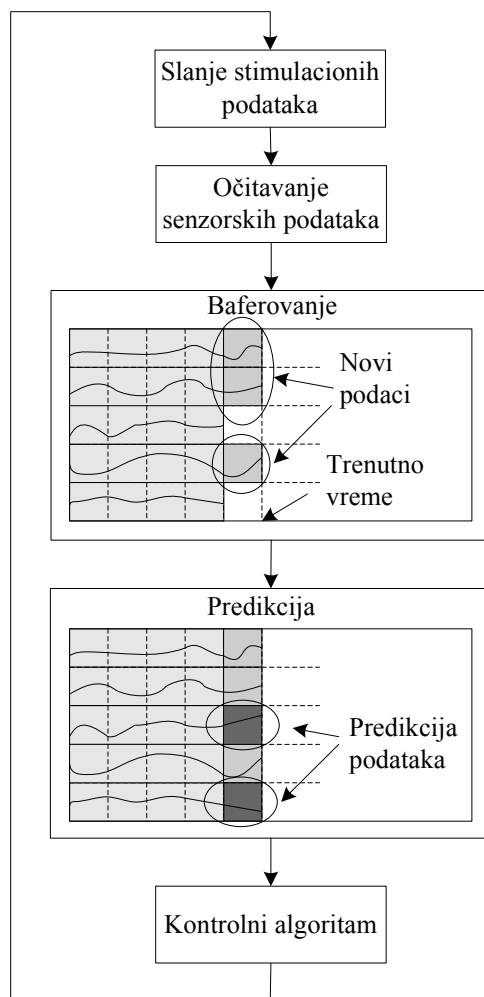 Slanje stimulacionih
podataka
Očitavanje
senzorskih podataka
Baferovanje
Novi
podaci
Trenutno
vreme
Predikcija
Predikcija
podataka
Kontrolni algoritam